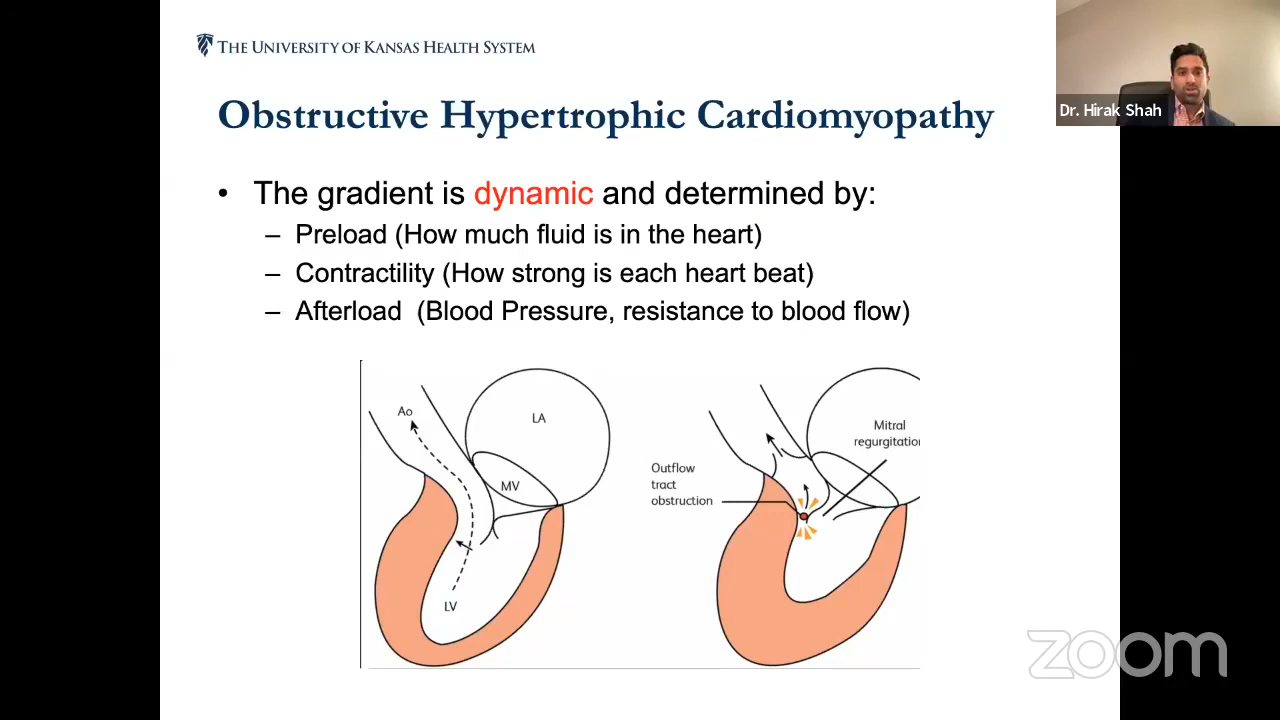 THE UNIVERSITY OF KANSAS HEALTH SYSTEM
Dr. Hirak Shah
Obstructive Hypertrophic Cardiomyopathy
• The gradient is dynamic and determined by:
– Preload (How much fluid is in the heart)
– Contractility (How strong is each heart beat)
– Afterload (Blood Pressure, resistance to blood flow)
Ao
LA
MV
LV
Outflow
tract
obstruction
Mitral
regurgitation
zoom